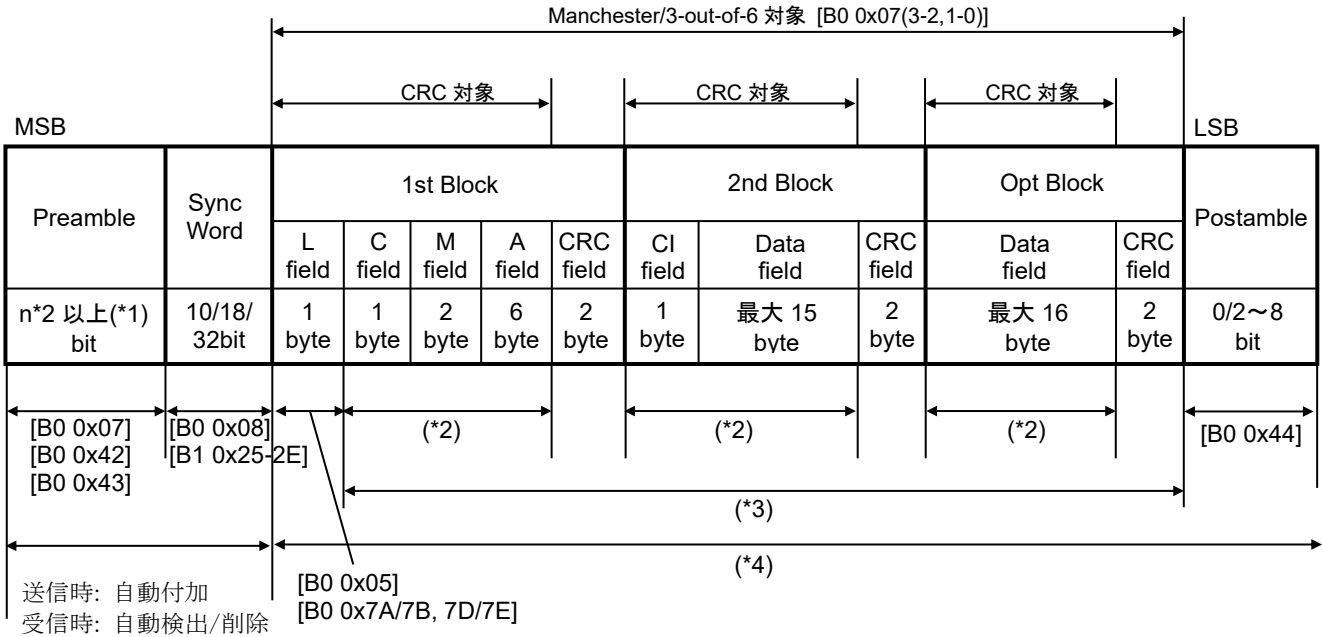 Manchester/3-out-of-6 対象 [B0 0x07(3-2,1-0)]
CRC 対象
CRC 対象
CRC 対象
MSB
LSB
Preamble
Sync
Word
1st Block
2nd Block
Opt Block
Postamble
L
field
C
field
M
field
A
field
CRC
field
CI
field
Data
field
CRC
field
Data
field
CRC
field
n*2 以上(*1)
bit
10/18/
32bit
1
byte
1
byte
2
byte
6
byte
2
byte
1
byte
最大 15
byte
2
byte
最大 16
byte
2
byte
0/2～8
bit
[B0 0x07]
[B0 0x42]
[B0 0x43]
[B0 0x08]
[B1 0x25-2E]
(*2)
(*2)
(*2)
[B0 0x44]
(*3)
(*4)
送信時: 自動付加
受信時: 自動検出/削除
[B0 0x05]
[B0 0x7A/7B, 7D/7E]